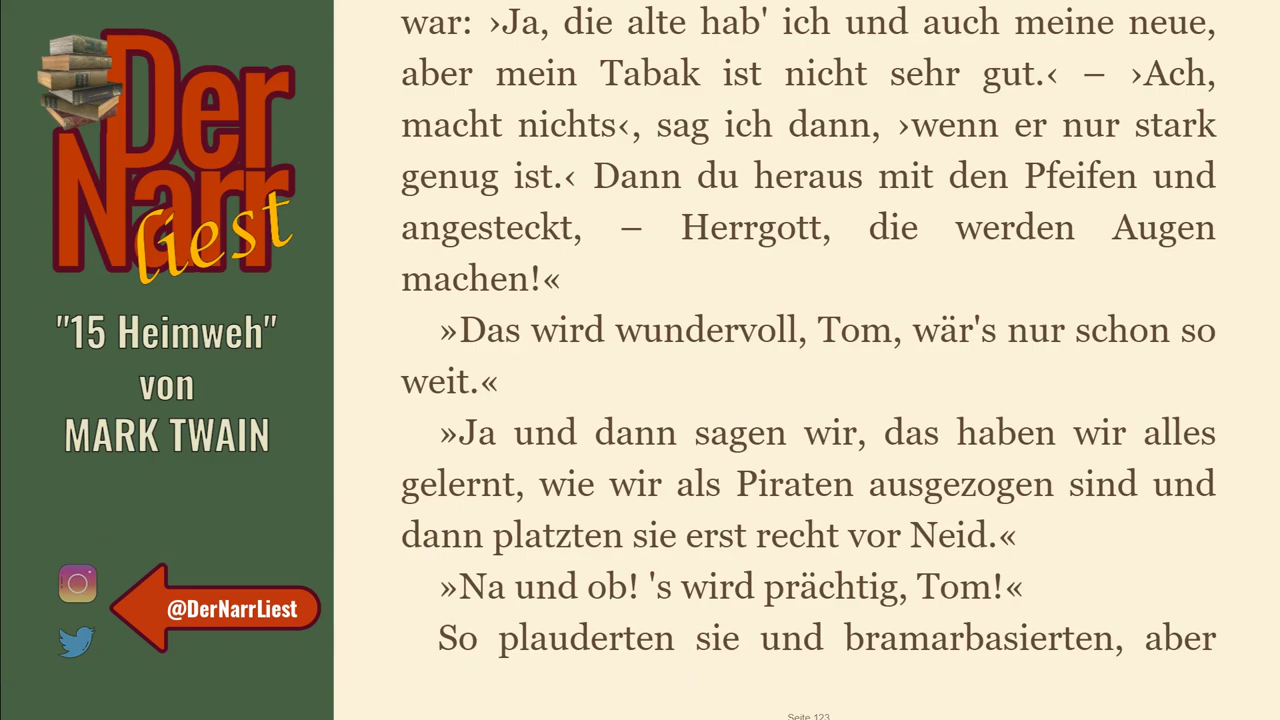 Der
Narr
liest
"15 Heimweh"
von
MARK TWAIN
@DerNarrLiest
war: ›Ja, die alte hab' ich und auch meine neue,
aber mein Tabak ist nicht sehr gut.‹ – ›Ach,
macht nichts‹, sag ich dann, ›wenn er nur stark
genug ist.‹ Dann du heraus mit den Pfeifen und
angesteckt, – Herrgott, die werden Augen
machen!«
»Das wird wundervoll, Tom, wär's nur schon so
weit.«
»Ja und dann sagen wir, das haben wir alles
gelernt, wie wir als Piraten ausgezogen sind und
dann platzten sie erst recht vor Neid.«
»Na und ob! 's wird prächtig, Tom!«
So plauderten sie und bramarbasierten, aber
Seite 123